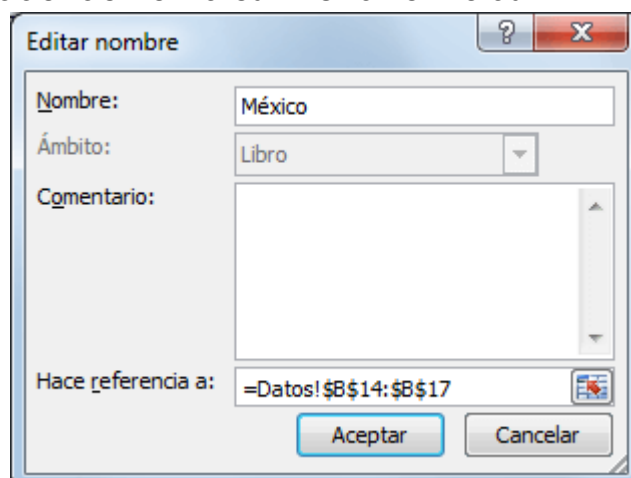 Editar nombre
Nombre: México
Ámbito: Libro
Comentario:
Hace referencia a: =Datos!$B$14:$B$17
Aceptar Cancelar